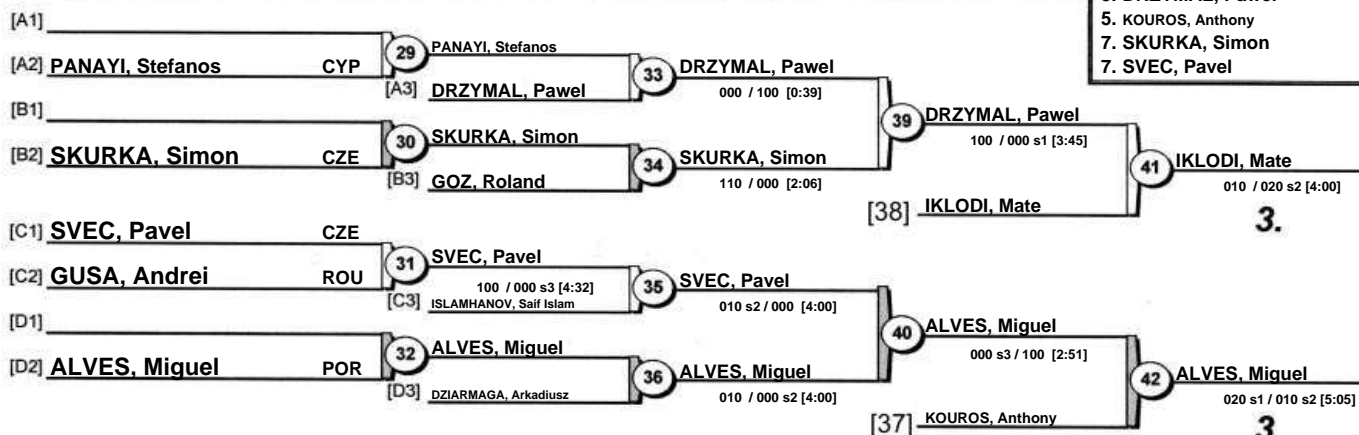 5. KOUROS, Anthony
7. SKURKA, Simon
7. SVEC, Pavel
[A1]
[A2] PANAYI, Stefanos CYP
29
PANAYI, Stefanos
[A3] DRZYMAL, Pawel
33
DRZYMAL, Pawel
000 / 100 [0:39]
[B1]
[B2] SKURKA, Simon CZE
30
SKURKA, Simon
[B3] GOZ, Roland
34
SKURKA, Simon
110 / 000 [2:06]
39
DRZYMAL, Pawel
100 / 000 s1 [3:45]
[38] IKLODI, Mate
41
IKLODI, Mate
010 / 020 s2 [4:00]
3.
[C1] SVEC, Pavel CZE
[C2] GUSA, Andrei ROU
31
SVEC, Pavel
100 / 000 s3 [4:32]
[C3] ISLAMHANOV, Saif Islam
35
SVEC, Pavel
010 s2 / 000 [4:00]
[D1]
[D2] ALVES, Miguel POR
32
ALVES, Miguel
[D3] DZIARMAGA, Arkadiusz
36
ALVES, Miguel
010 / 000 s2 [4:00]
40
ALVES, Miguel
000 s3 / 100 [2:51]
[37] KOUROS, Anthony
42
ALVES, Miguel
020 s1 / 010 s2 [5:05]
3